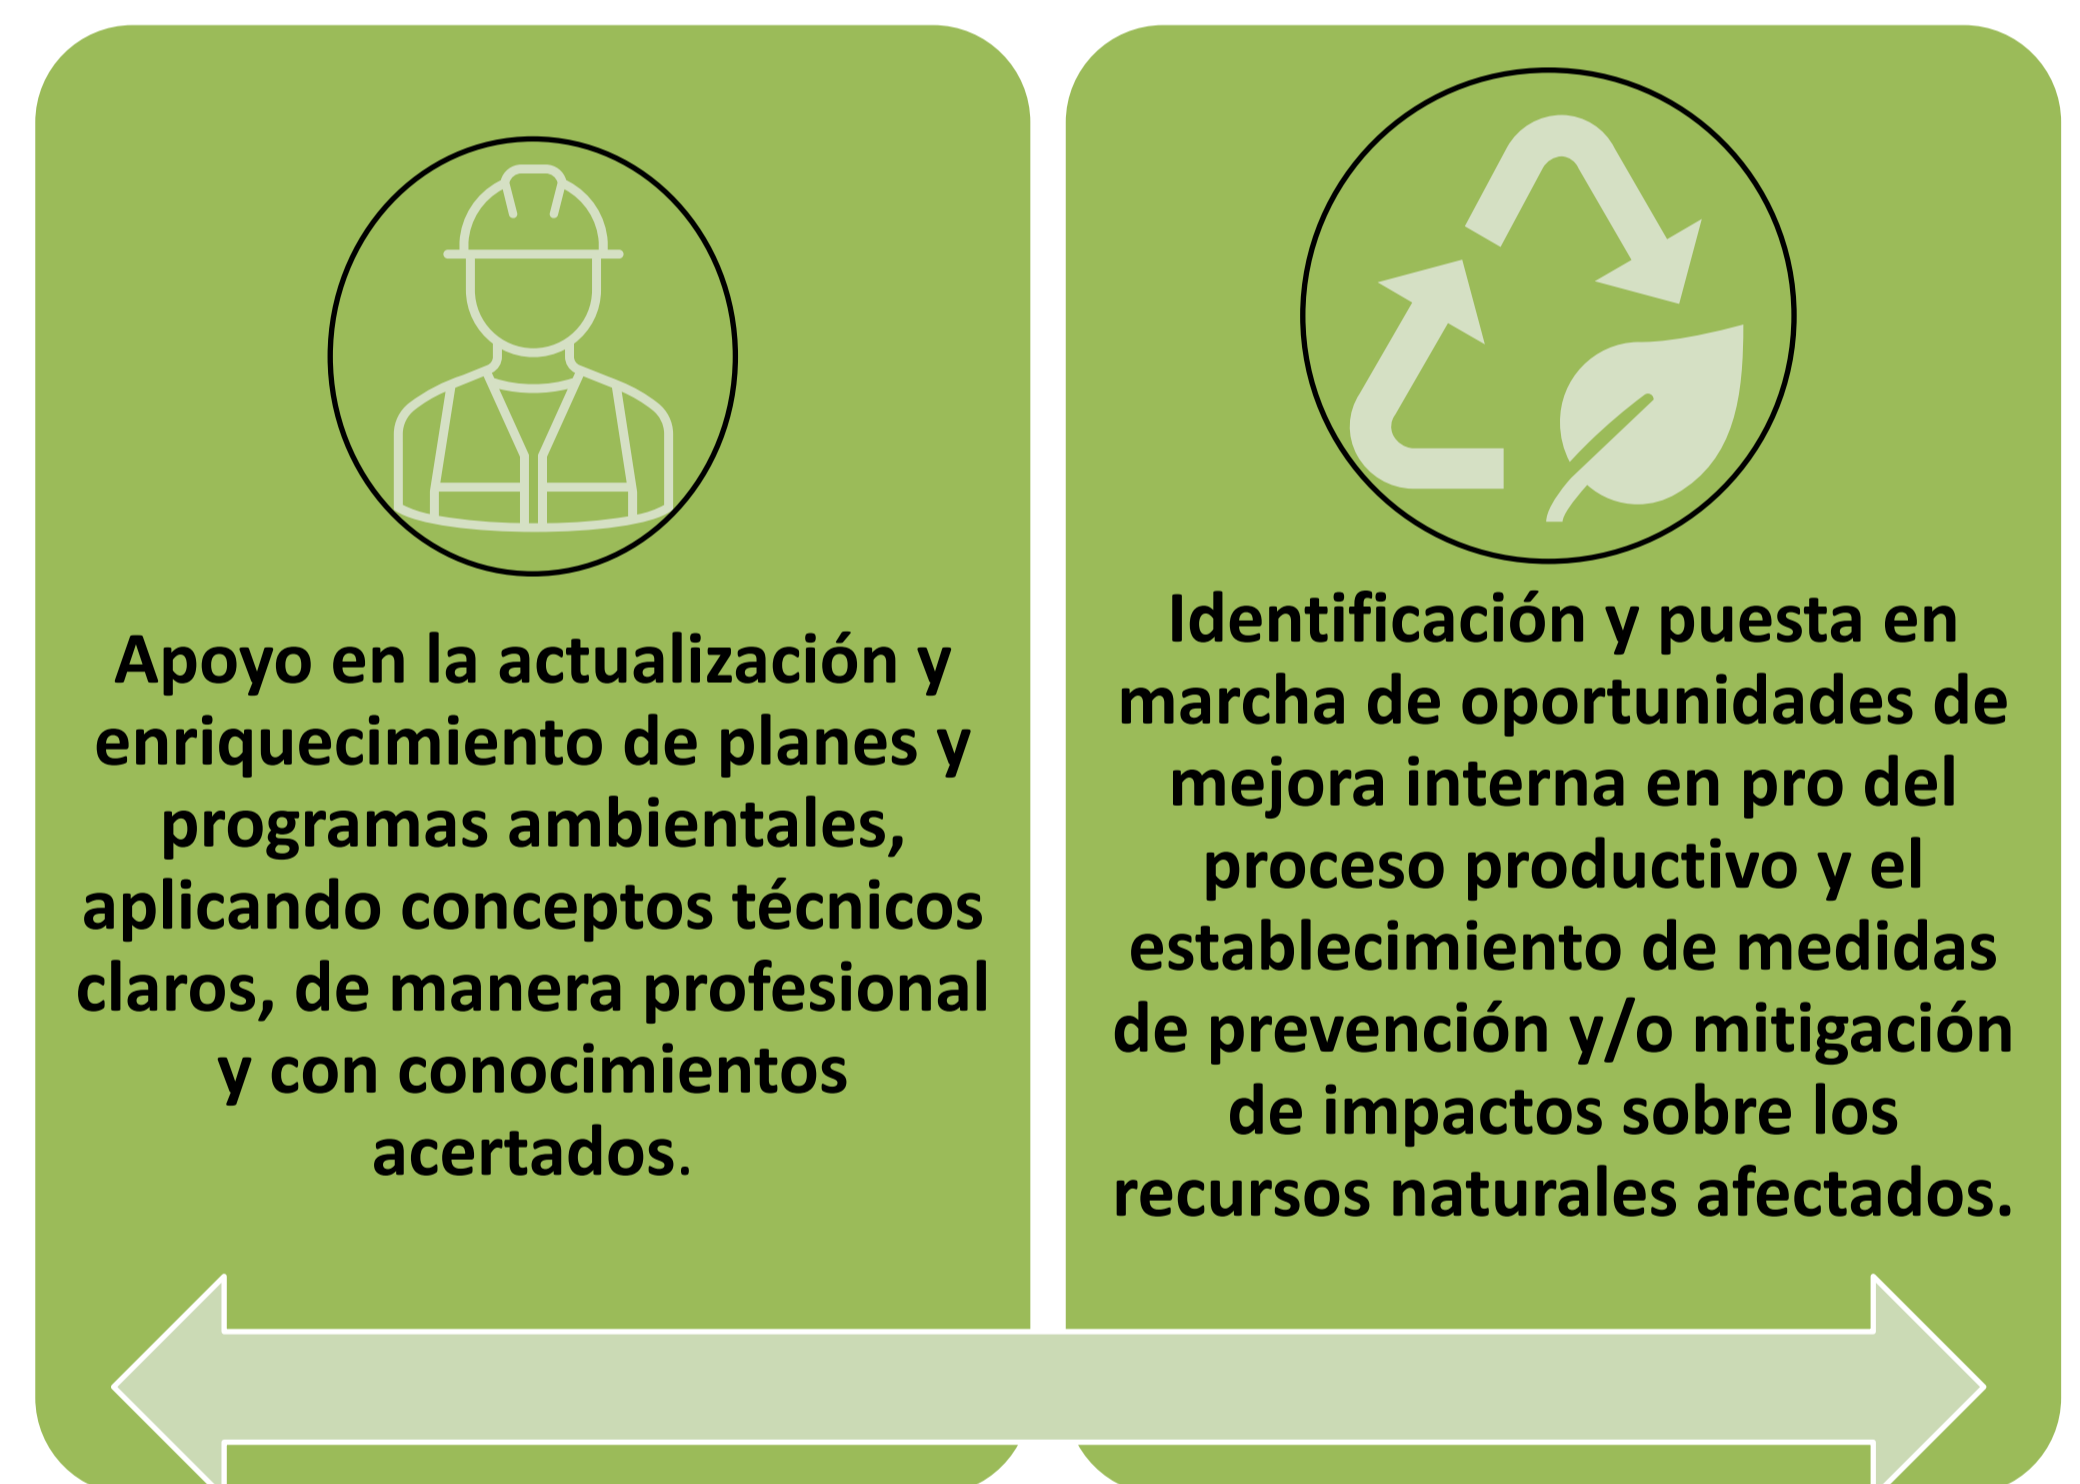 Apoyo en la actualización y
enriquecimiento de planes y
programas ambientales,
aplicando conceptos técnicos
claros, de manera profesional
y con conocimientos
acertados.
Identificación y puesta en
marcha de oportunidades de
mejora interna en pro del
proceso productivo y el
establecimiento de medidas
de prevención y/o mitigación
de impactos sobre los
recursos naturales afectados.